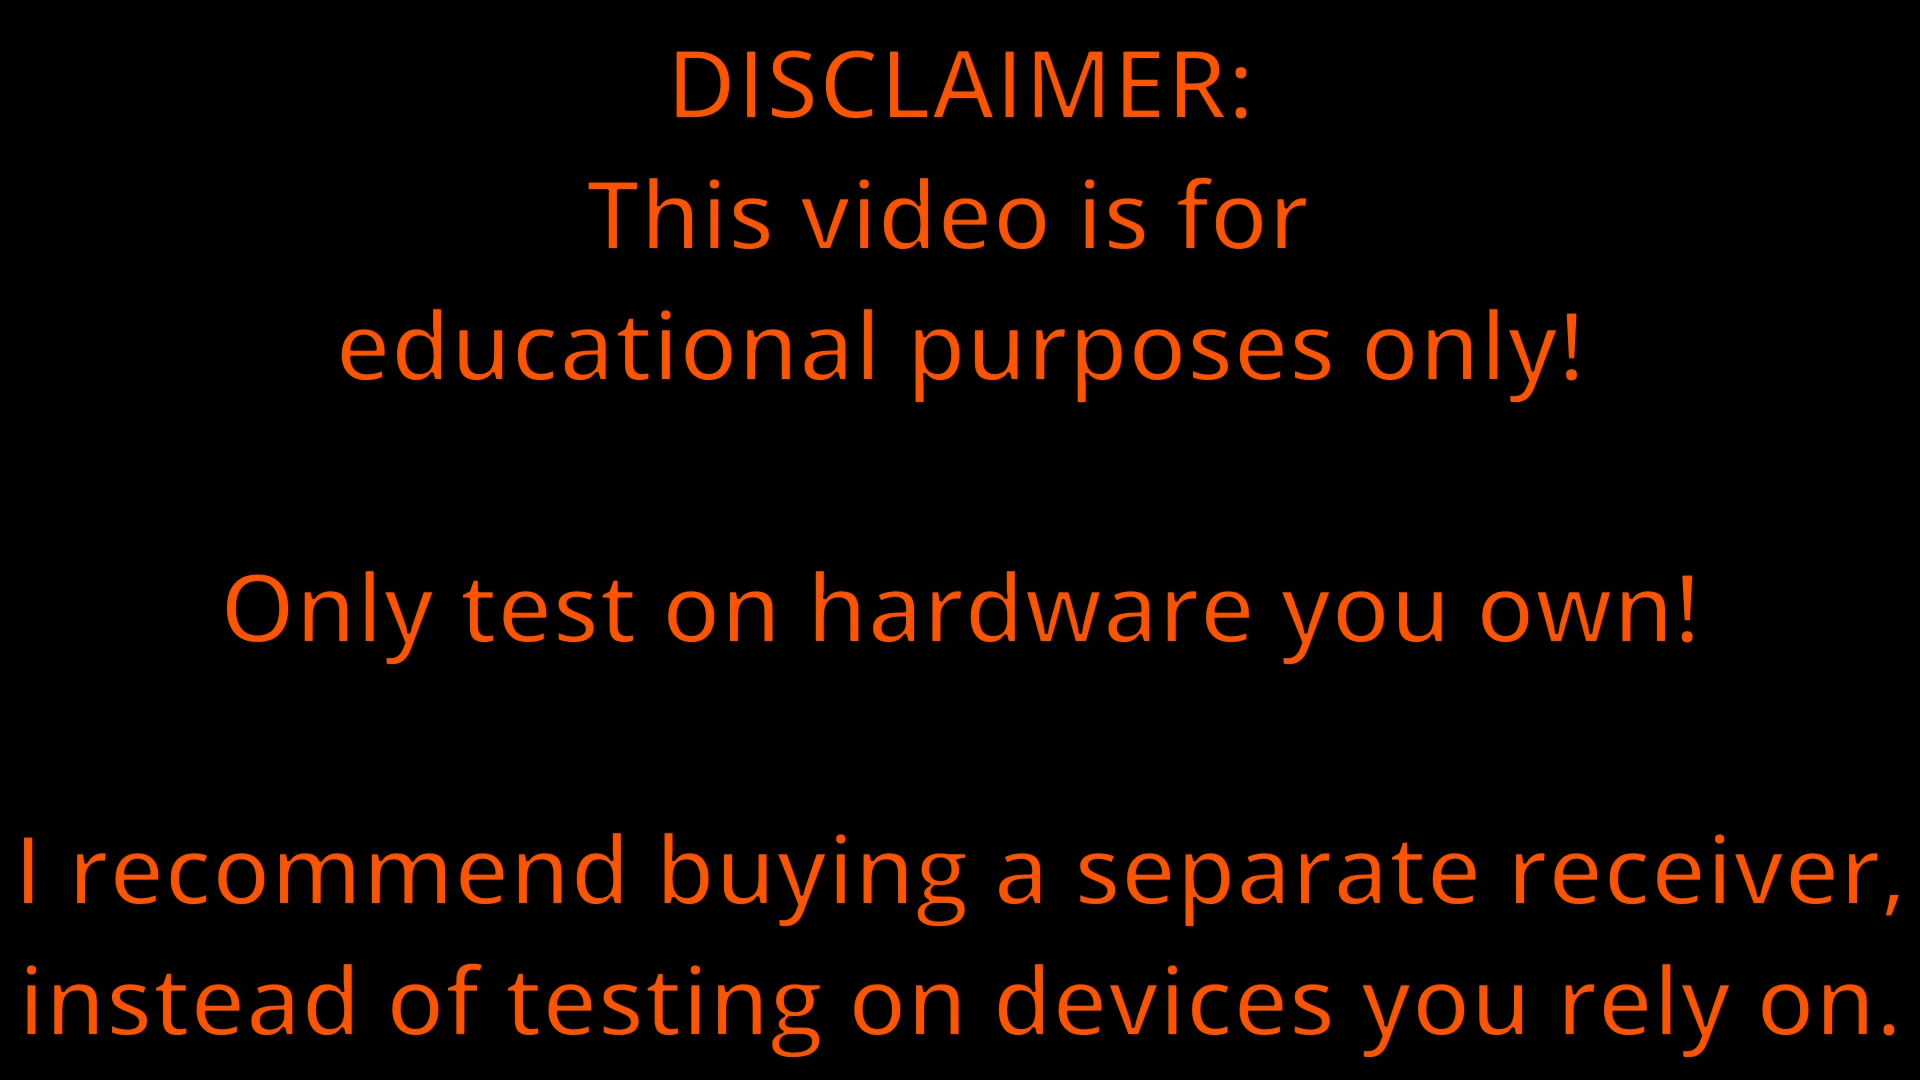 DISCLAIMER:
This video is for
educational purposes only!
Only test on hardware you own!
I recommend buying a separate receiver,
instead of testing on devices you rely on.